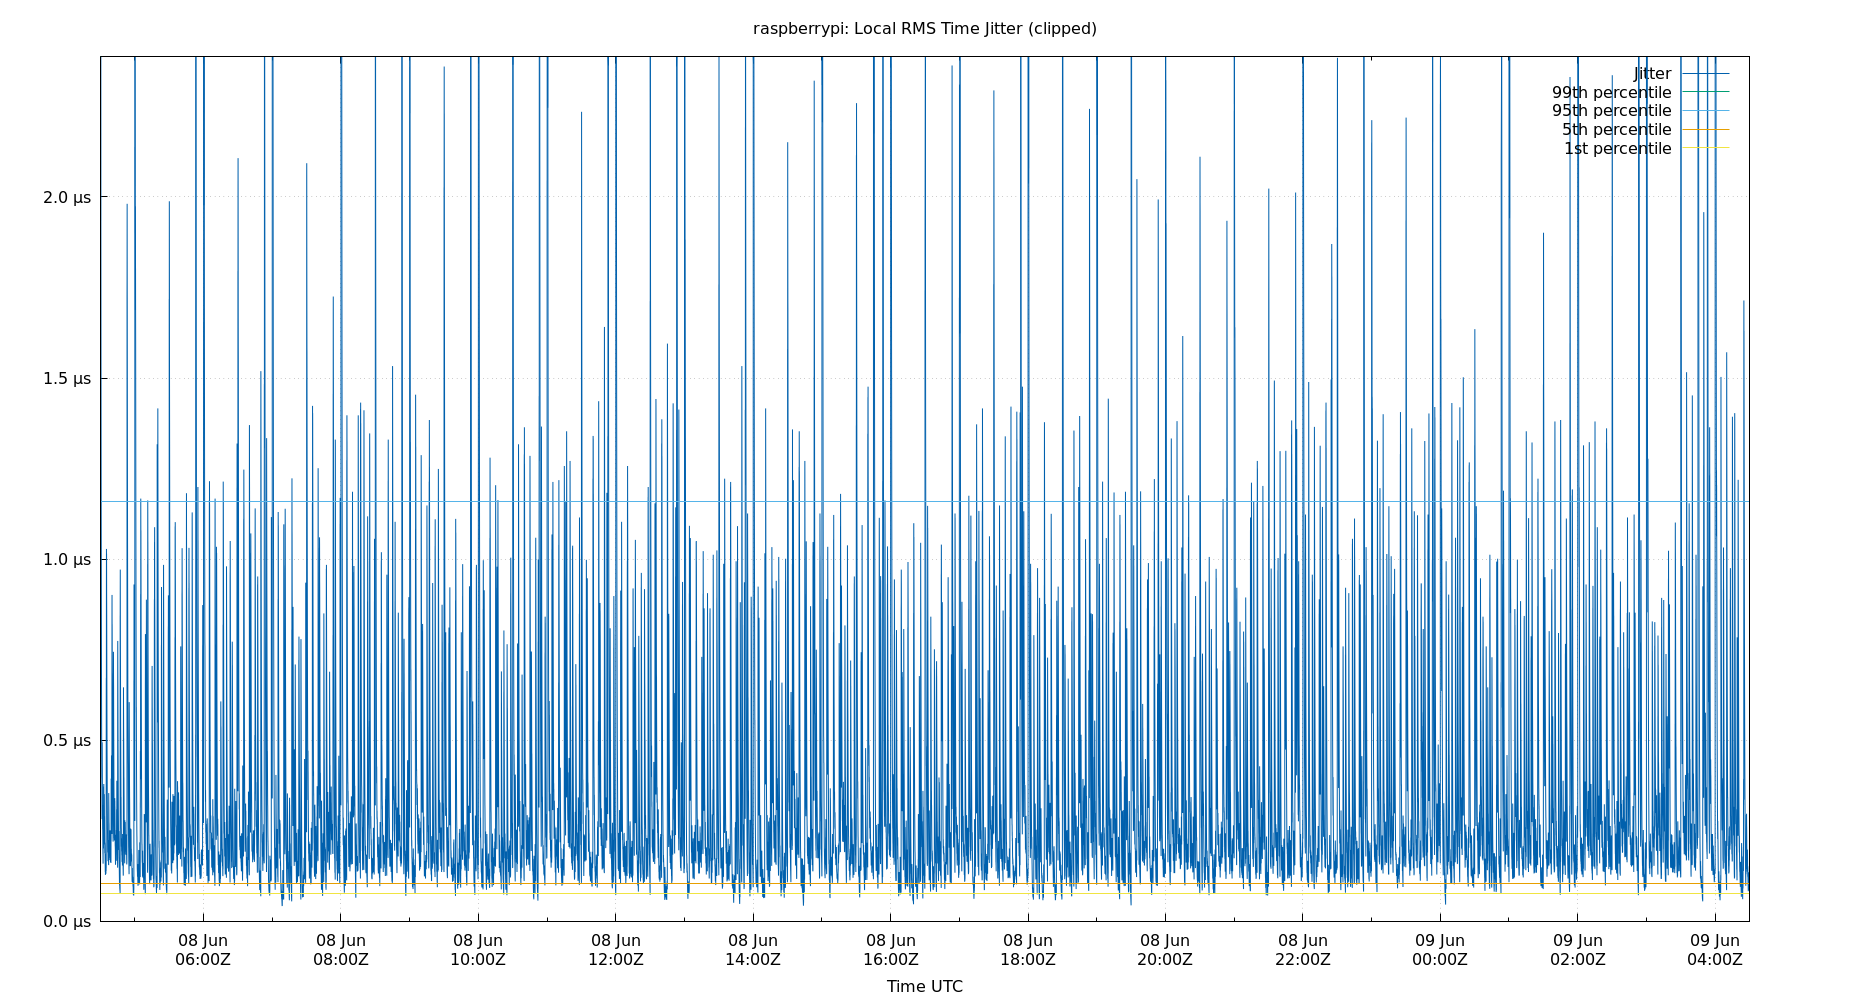 raspberrypi: Local RMS Time Jitter (clipped)
Jitter
99th percentile
95th percentile
5th percentile
1st percentile
2.0 µs
1.5 µs
1.0 µs
0.5 µs
0.0 µs
08 Jun 08 Jun 08 Jun 08 Jun 08 Jun 08 Jun 08 Jun 08 Jun 08 Jun 09 Jun 09 Jun 09 Jun
06:00Z 08:00Z 10:00Z 12:00Z 14:00Z 16:00Z 18:00Z 20:00Z 22:00Z 00:00Z 02:00Z 04:00Z
Time UTC